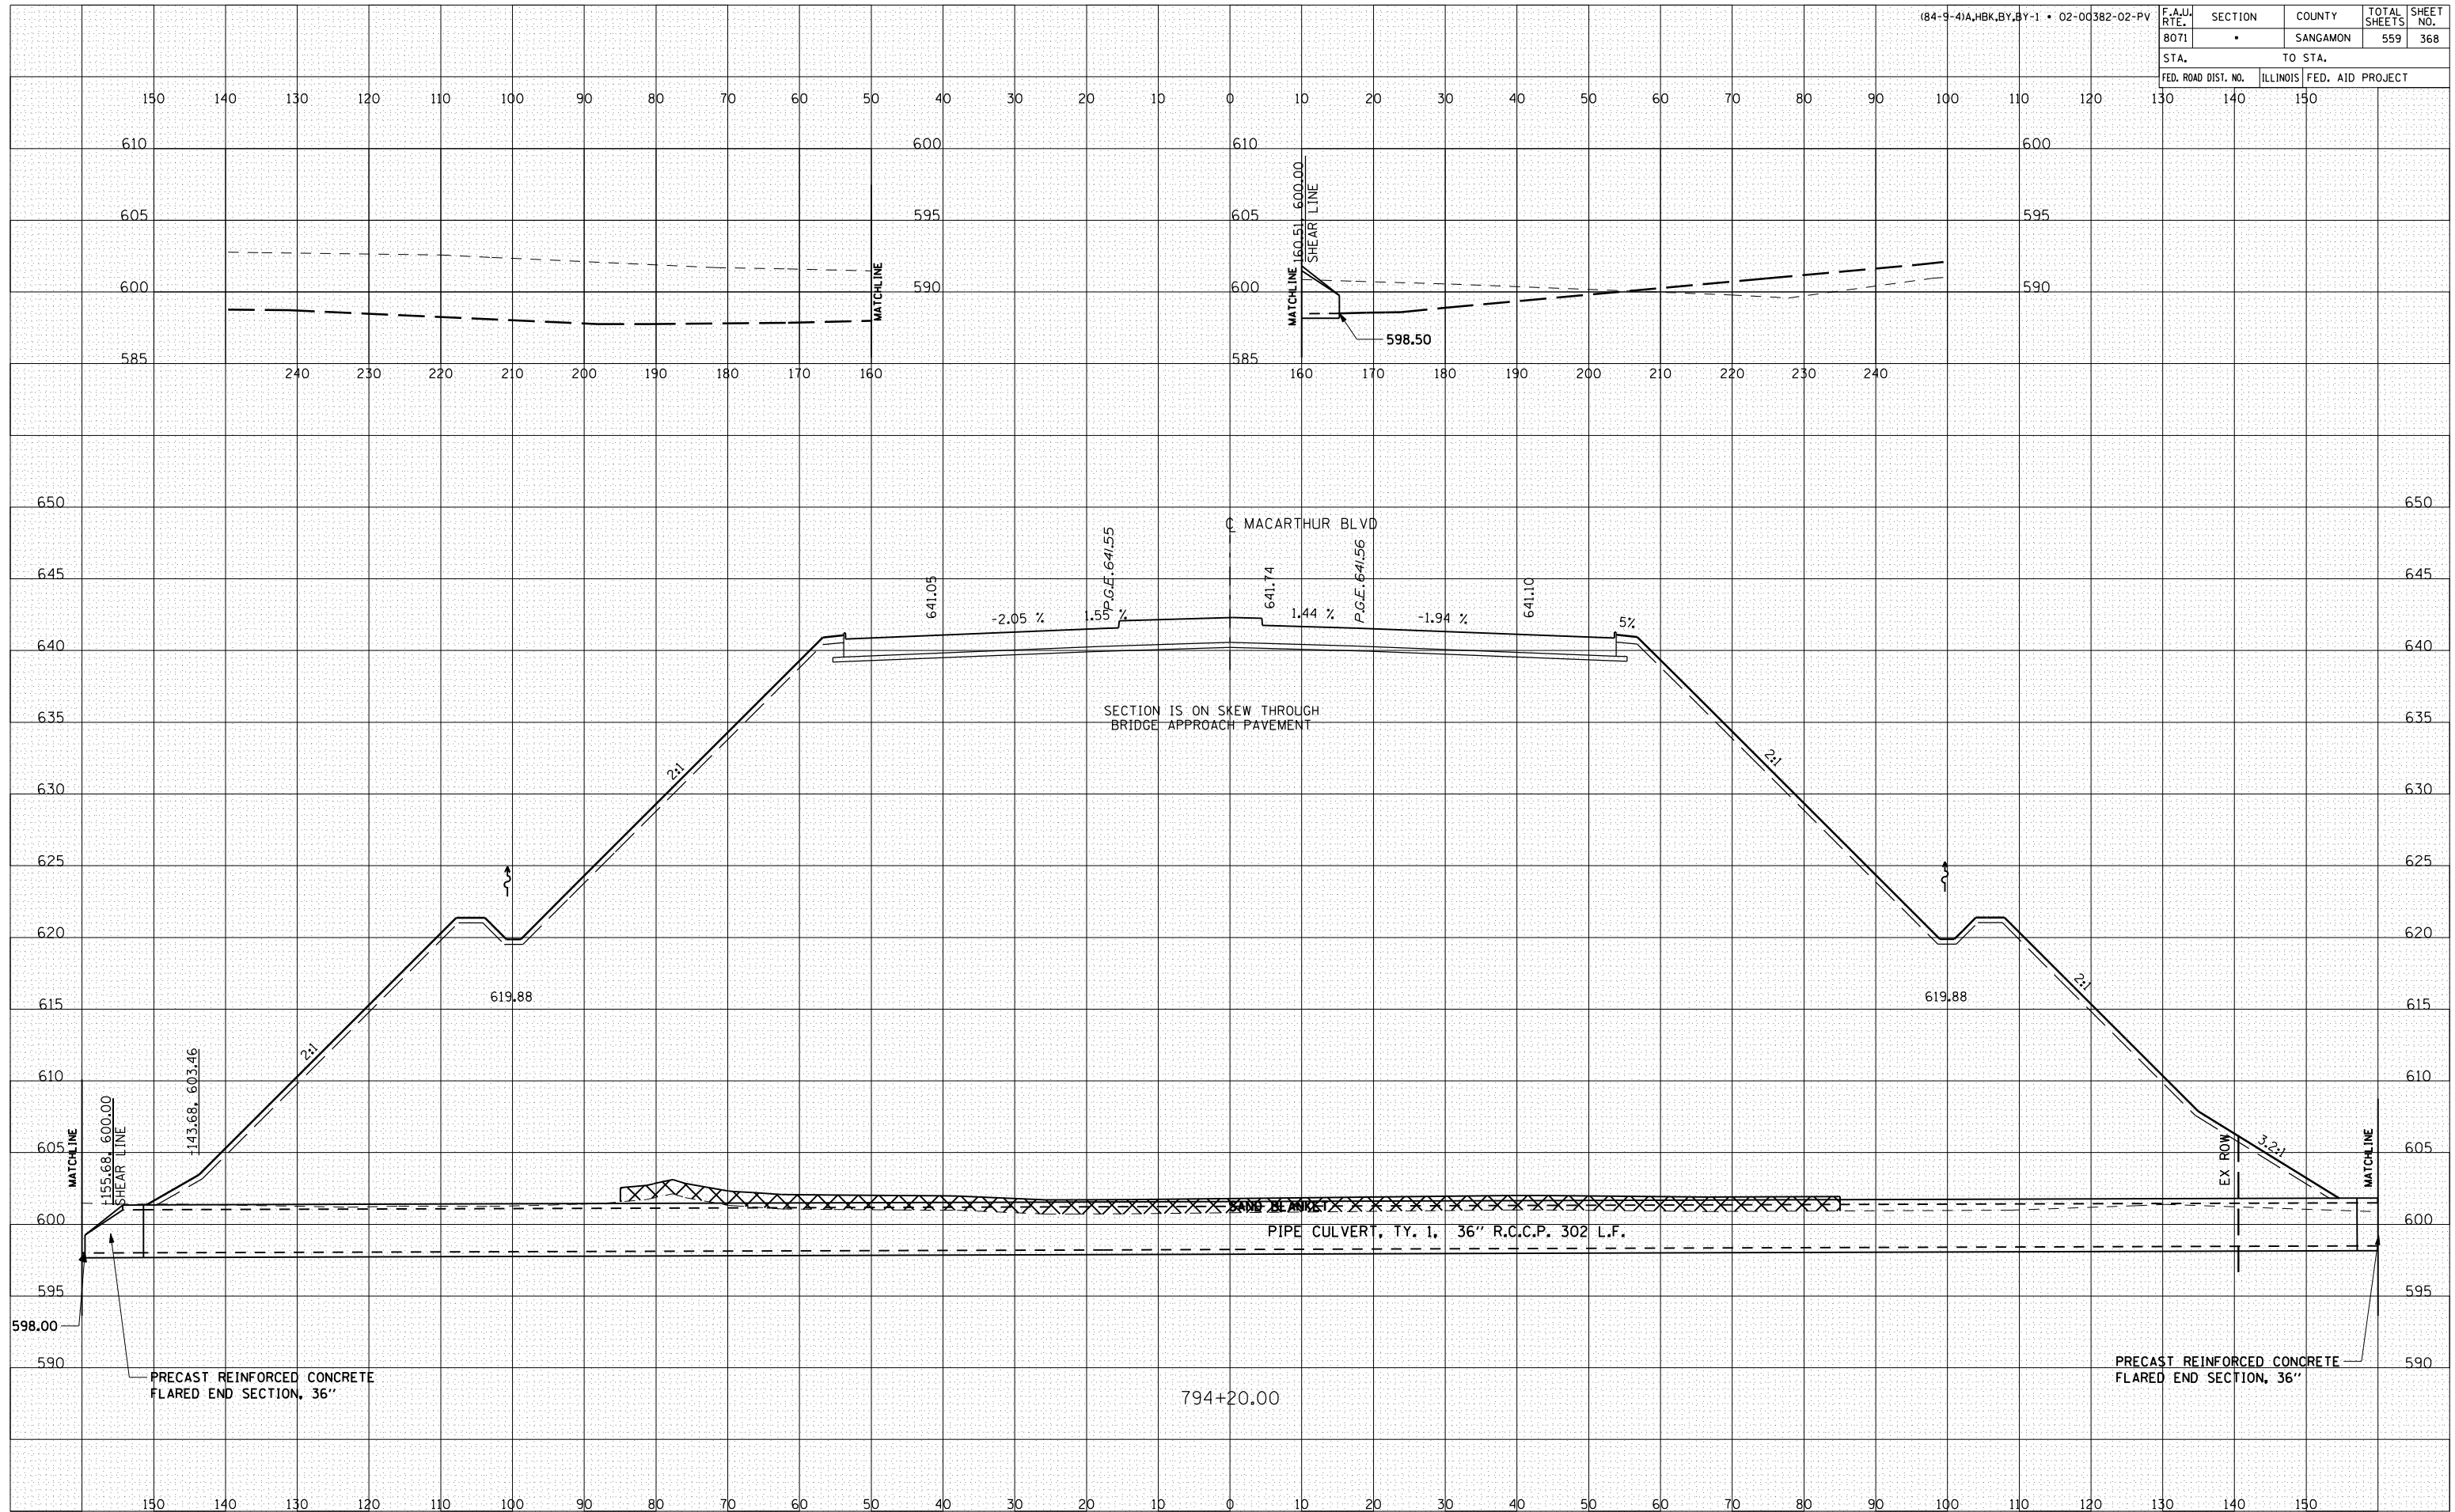 (84-9-4)A,HBK,BY,BY-1 • 02-00382-02-PV
F.A.U. RTE. SECTION COUNTY TOTAL SHEETS SHEET NO.
8071 • SANGAMON 559 368
STA. TO STA.
FED. ROAD DIST. NO. ILLINOIS FED. AID PROJECT
150 140 130 120 110 100 90 80 70 60 50 40 30 20 10 0 10 20 30 40 50 60 70 80 90 100 110 120 130 140 150
610 600 610 600
160.51, 600.00
SHEAR LINE
605 595 605 595
MATCHLINE
MATCHLINE
600 590 600 590
598.50
585 585
240 230 220 210 200 190 180 170 160 160 170 180 190 200 210 220 230 240
650 650
℄ MACARTHUR BLVD
645 645
641.05
P.G.E. 641.55
641.74
P.G.E. 641.56
641.10
-2.05 % 1.55 % 1.44 % -1.94 % 5%
640 640
SECTION IS ON SKEW THROUGH
BRIDGE APPROACH PAVEMENT
635 635
2:1 2:1
630 630
625 625
620 620
619.88 619.88
615 615
2:1 2:1
610 610
-143.68, 603.46
-155.68, 600.00
SHEAR LINE
MATCHLINE
EX ROW
3.2:1
MATCHLINE
605 605
SAND BLANKET
600 600
PIPE CULVERT, TY. 1, 36" R.C.C.P. 302 L.F.
595 595
598.00
590 590
PRECAST REINFORCED CONCRETE
FLARED END SECTION, 36"
PRECAST REINFORCED CONCRETE
FLARED END SECTION, 36"
794+20.00
150 140 130 120 110 100 90 80 70 60 50 40 30 20 10 0 10 20 30 40 50 60 70 80 90 100 110 120 130 140 150